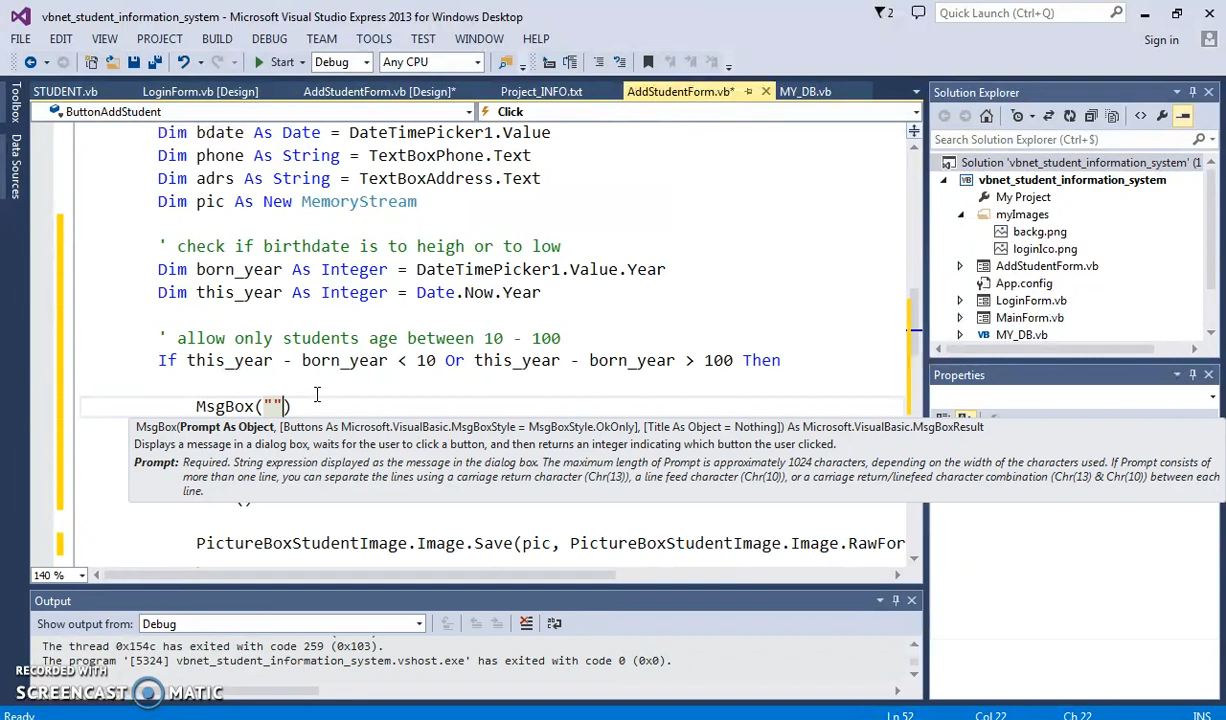 vbnet_student_information_system - Microsoft Visual Studio Express 2013 for Windows Desktop
2
Quick Launch (Ctrl+Q)
FILE EDIT VIEW PROJECT BUILD DEBUG TEAM TOOLS TEST WINDOW HELP
Sign in
Start Debug Any CPU
STUDENT.vb LoginForm.vb [Design] AddStudentForm.vb [Design]* Project_INFO.txt AddStudentForm.vb* MY_DB.vb
ButtonAddStudent Click
Toolbox
Data Sources
Dim bdate As Date = DateTimePicker1.Value
Dim phone As String = TextBoxPhone.Text
Dim adrs As String = TextBoxAddress.Text
Dim pic As New MemoryStream
' check if birthdate is to heigh or to low
Dim born_year As Integer = DateTimePicker1.Value.Year
Dim this_year As Integer = Date.Now.Year
' allow only students age between 10 - 100
If this_year - born_year < 10 Or this_year - born_year > 100 Then
MsgBox("")
MsgBox(Prompt As Object, [Buttons As Microsoft.VisualBasic.MsgBoxStyle = MsgBoxStyle.OkOnly], [Title As Object = Nothing]) As Microsoft.VisualBasic.MsgBoxResult
Displays a message in a dialog box, waits for the user to click a button, and then returns an integer indicating which button the user clicked.
Prompt: Required. String expression displayed as the message in the dialog box. The maximum length of Prompt is approximately 1024 characters, depending on the width of the characters used. If Prompt consists of
more than one line, you can separate the lines using a carriage return character (Chr(13)), a line feed character (Chr(10)), or a carriage return/linefeed character combination (Chr(13) & Chr(10)) between each
line.
PictureBoxStudentImage.Image.Save(pic, PictureBoxStudentImage.Image.RawFor
140 %
Solution Explorer
Search Solution Explorer (Ctrl+;)
Solution 'vbnet_student_information_system' (1
vbnet_student_information_system
My Project
myImages
backg.png
loginIco.png
AddStudentForm.vb
App.config
LoginForm.vb
MainForm.vb
MY_DB.vb
Properties
Output
Show output from: Debug
The thread 0x154c has exited with code 259 (0x103).
The program '[5324] vbnet_student_information_system.vshost.exe' has exited with code 0 (0x0).
RECORDED WITH
SCREENCAST MATIC
Ready
Ln 52 Col 22 Ch 22 INS